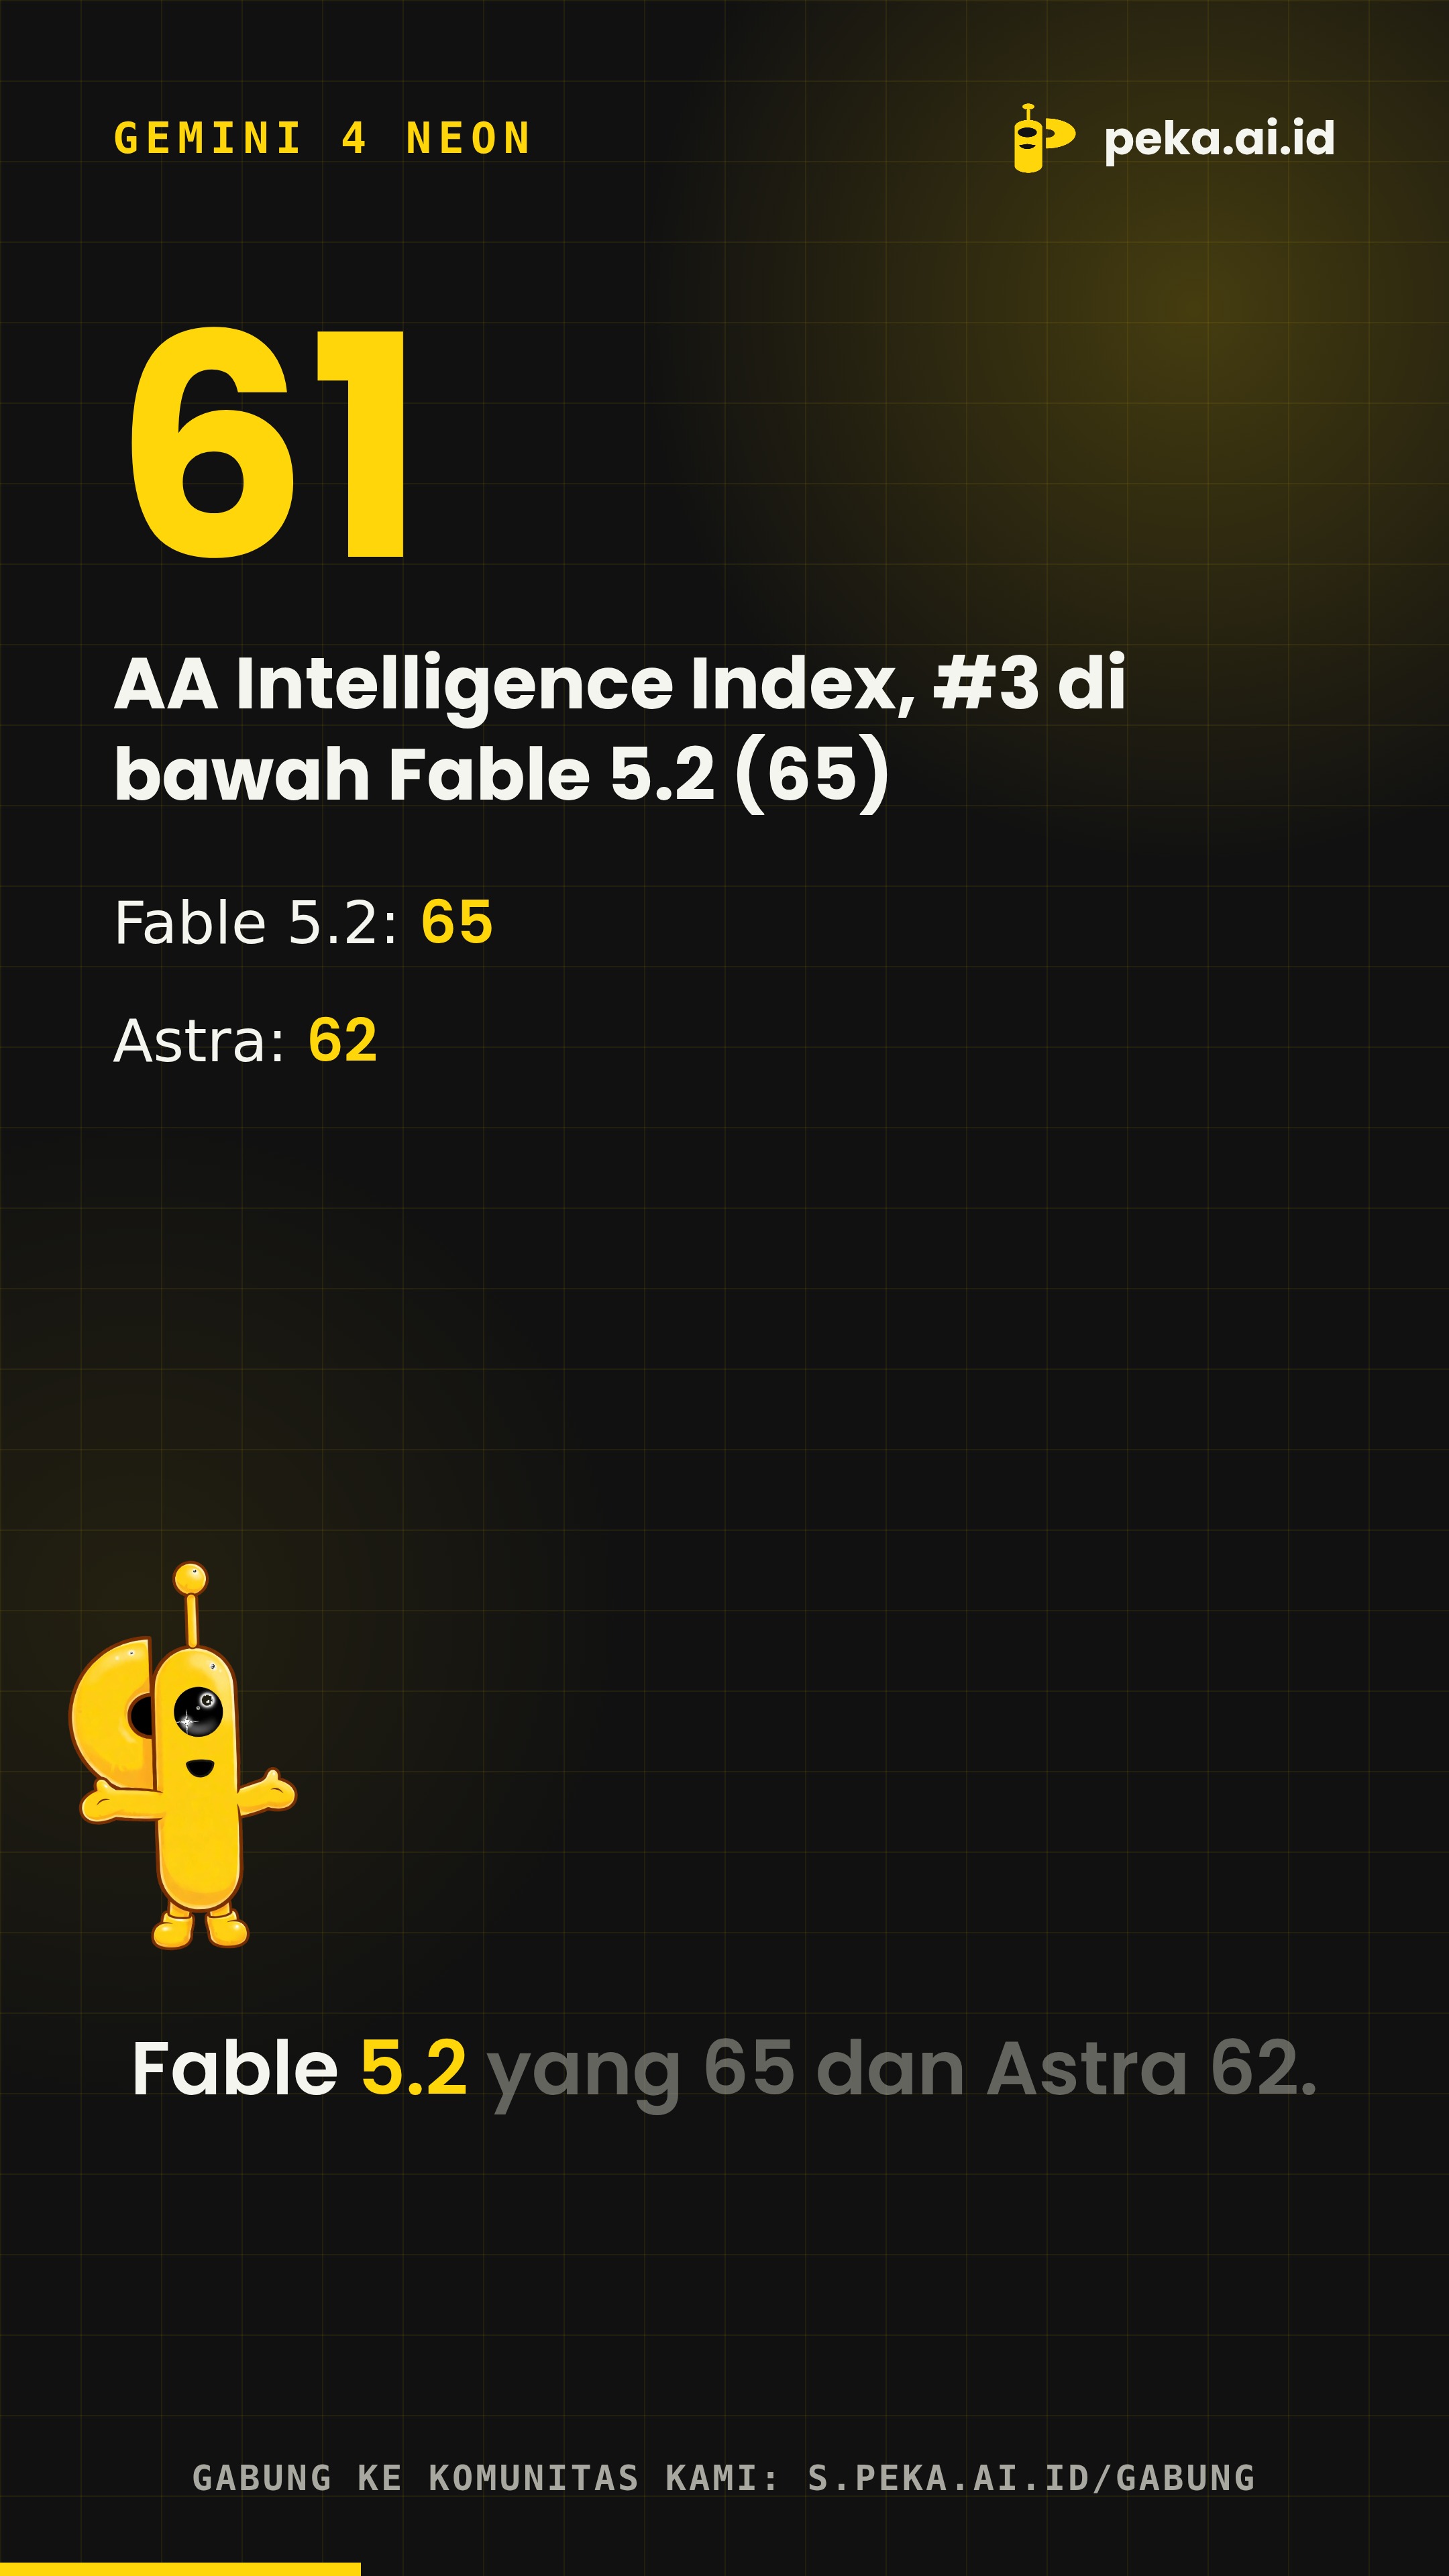 GEMINI 4 NEON
peka.ai.id
61
AA Intelligence Index, #3 di
bawah Fable 5.2 (65)
Fable 5.2: 65
Astra: 62
Fable 5.2 yang 65 dan Astra 62.
GABUNG KE KOMUNITAS KAMI: S.PEKA.AI.ID/GABUNG